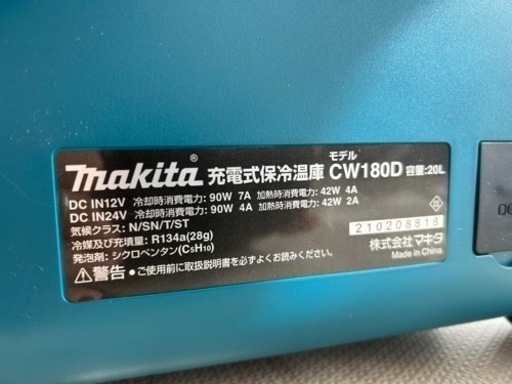 makita® 充電式保冷温庫 モデル CW180D 容量:20L
DC IN12V 冷却時消費電力:90W 7A 加熱時消費電力:42W 4A
DC IN24V 冷却時消費電力:90W 4A 加熱時消費電力:42W 2A
気候クラス:N/SN/T/ST
冷媒及び充填量:R134a(28g)
発泡剤:シクロペンタン(C5H10)
210208818
⚠警告 ●ご使用前に取扱説明書を必ずよくお読みください。
株式会社マキタ
Made in China
DC